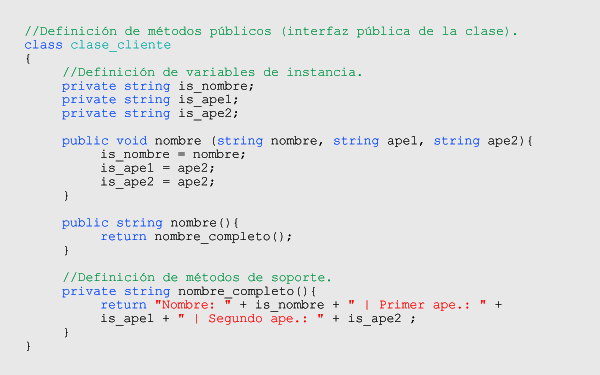 //Definición de métodos públicos (interfaz pública de la clase).
class clase_cliente
{
//Definición de variables de instancia.
private string is_nombre;
private string is_ape1;
private string is_ape2;
public void nombre (string nombre, string ape1, string ape2){
is_nombre = nombre;
is_ape1 = ape2;
is_ape2 = ape2;
}
public string nombre(){
return nombre_completo();
}
//Definición de métodos de soporte.
private string nombre_completo(){
return "Nombre: " + is_nombre + " | Primer ape.: " +
is_ape1 + " | Segundo ape.: " + is_ape2 ;
}
}